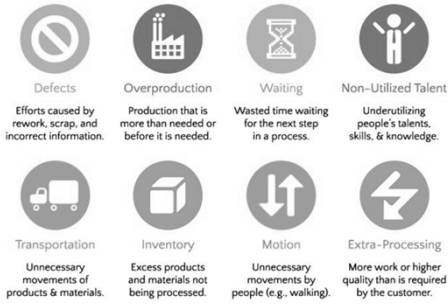 Defects
Efforts caused by
rework, scrap, and
incorrect information.
Overproduction
Production that is
more than needed or
before it is needed.
Waiting
Wasted time waiting
for the next step
in a process.
Non-Utilized Talent
Underutilizing
people's talents,
skills, & knowledge.
Transportation
Unnecessary
movements of
products & materials.
Inventory
Excess products
and materials not
being processed.
Motion
Unnecessary
movements by
people (e.g., walking).
Extra-Processing
More work or higher
quality than is required
by the customer.